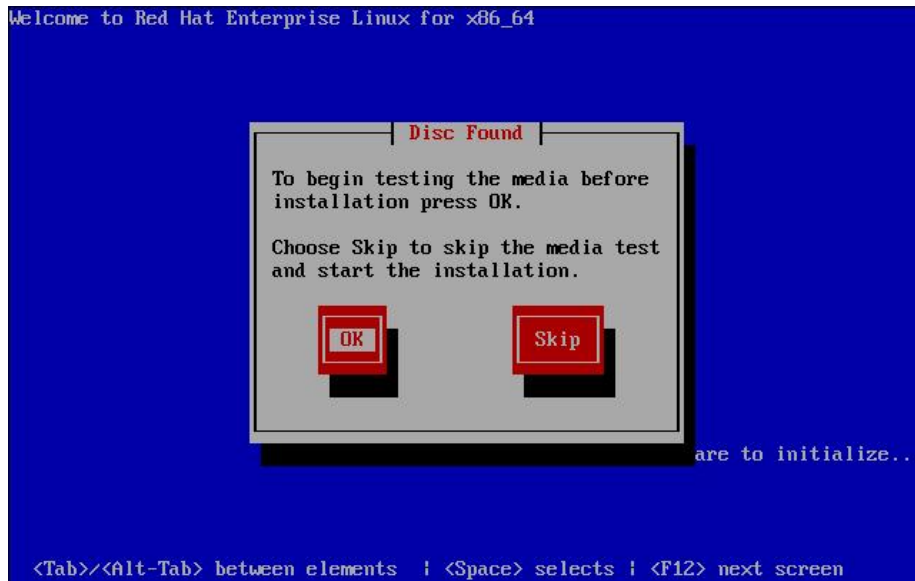 Welcome to Red Hat Enterprise Linux for x86_64
Disc Found
To begin testing the media before
installation press OK.
Choose Skip to skip the media test
and start the installation.
OK
Skip
are to initialize..
<Tab>/<Alt-Tab> between elements | <Space> selects | <F12> next screen